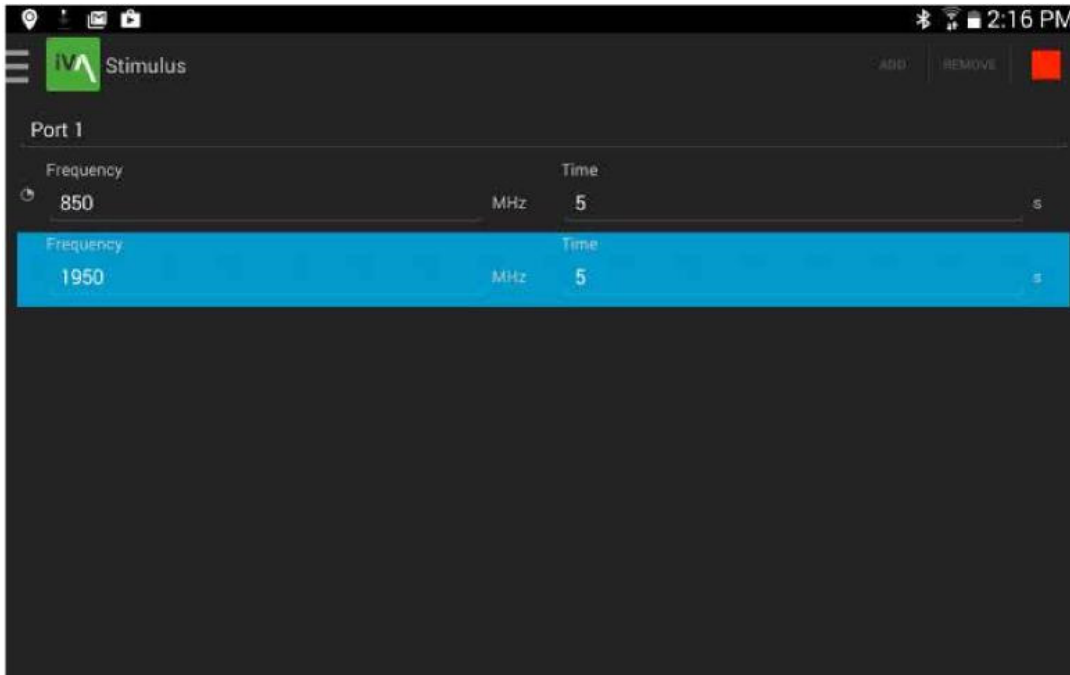 2:16 PM
iVA Stimulus
ADD REMOVE
Port 1
Frequency Time
850 MHz 5 s
Frequency Time
1950 MHz 5 s